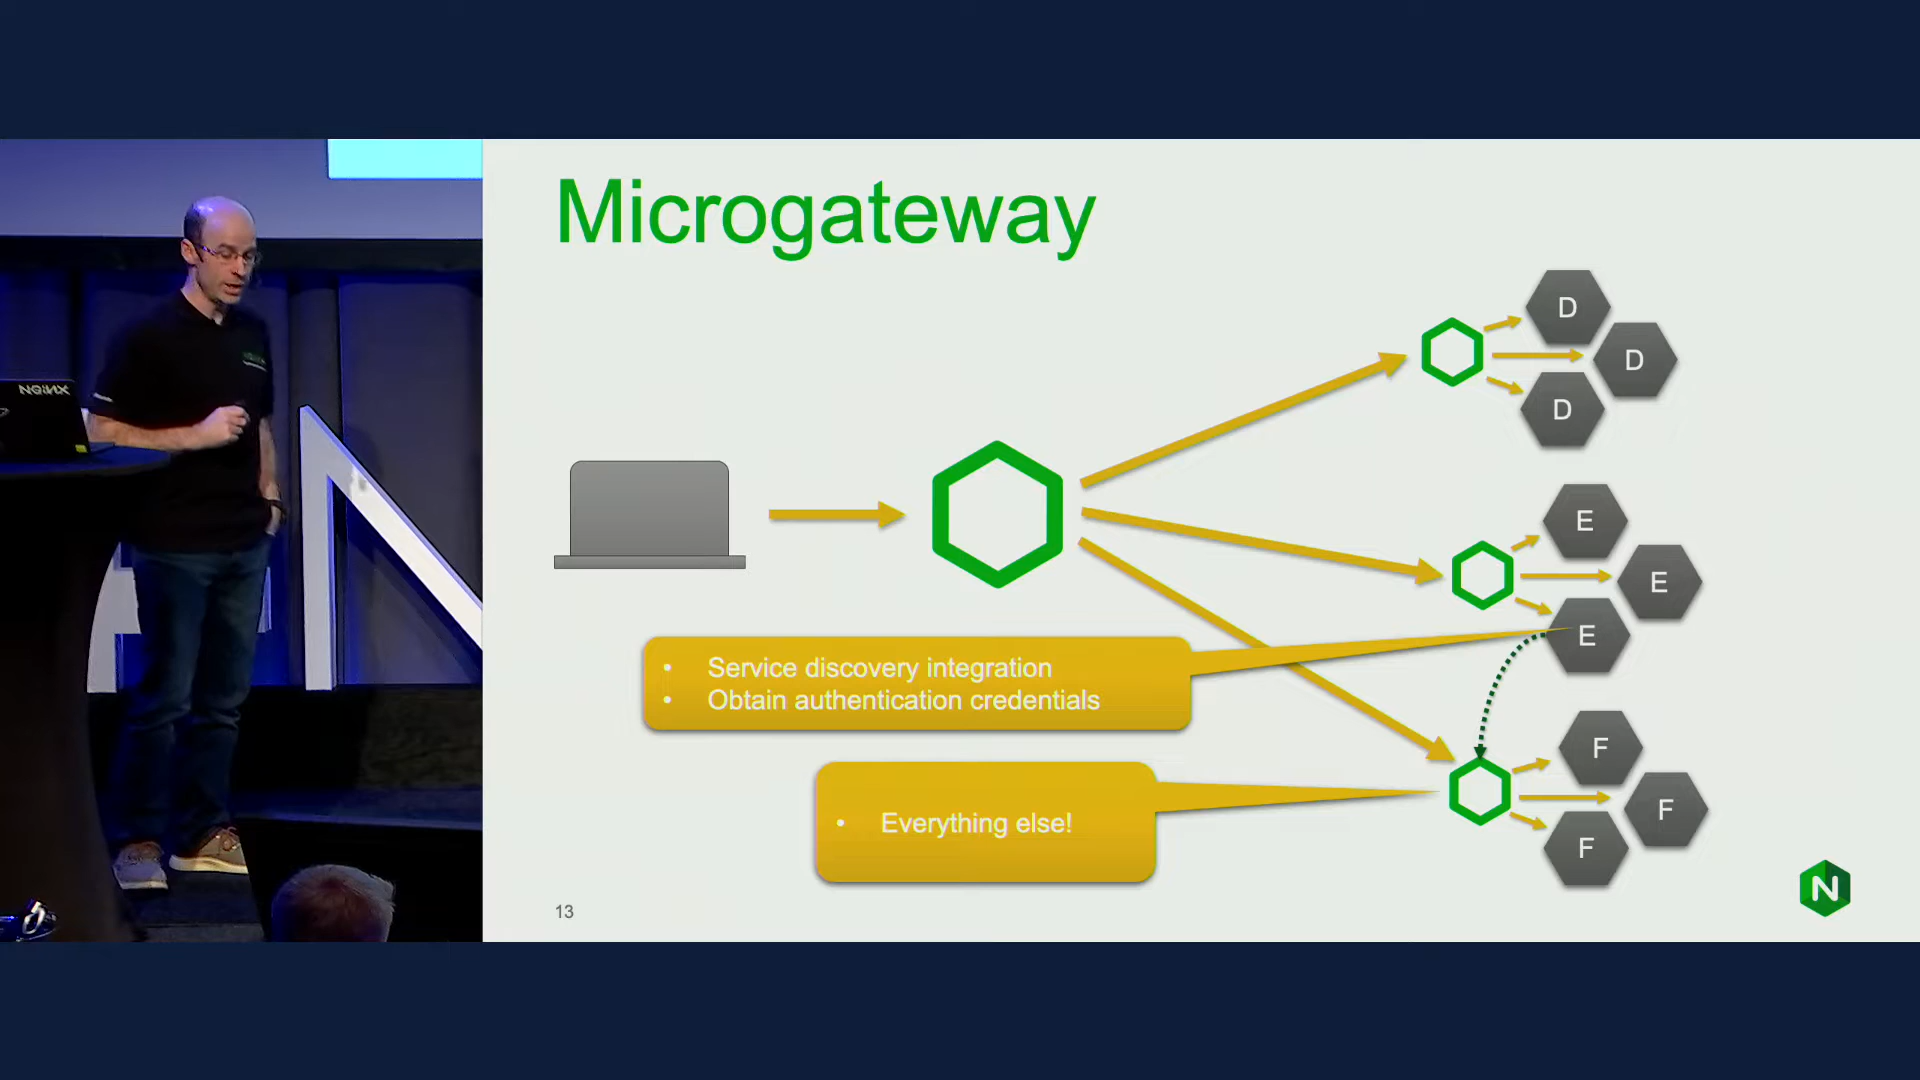 NGINX
Microgateway
D
D
D
E
E
E
• Service discovery integration
• Obtain authentication credentials
F
F
F
• Everything else!
13
N
N